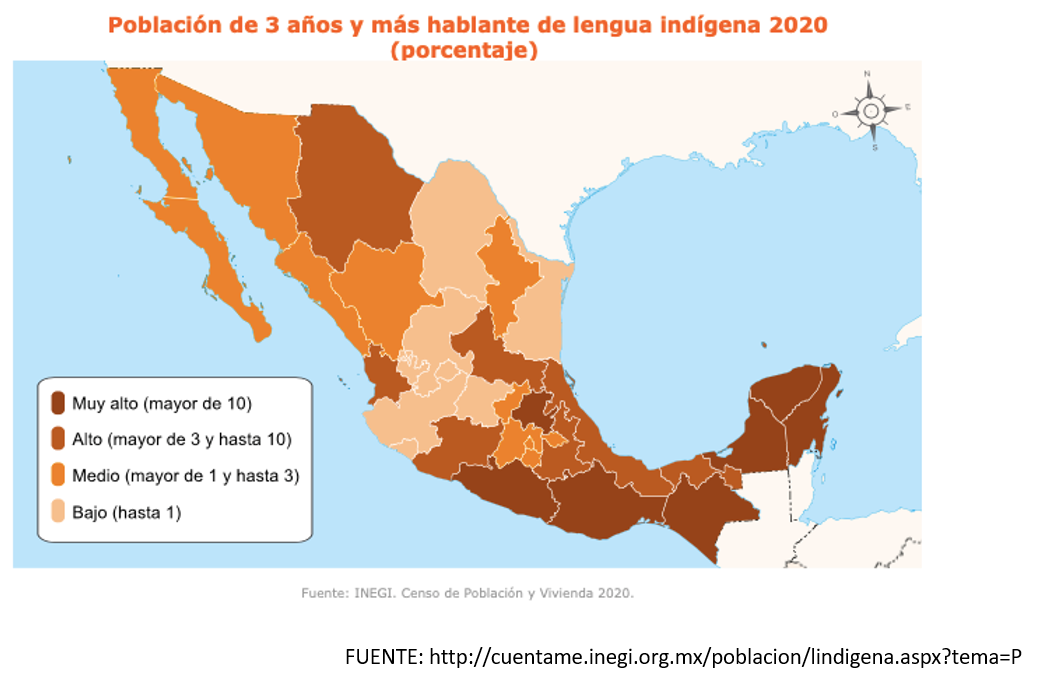 Población de 3 años y más hablante de lengua indígena 2020
(porcentaje)
N
O
E
S
Muy alto (mayor de 10)
Alto (mayor de 3 y hasta 10)
Medio (mayor de 1 y hasta 3)
Bajo (hasta 1)
Fuente: INEGI. Censo de Población y Vivienda 2020.
FUENTE: http://cuentame.inegi.org.mx/poblacion/lindigena.aspx?tema=P